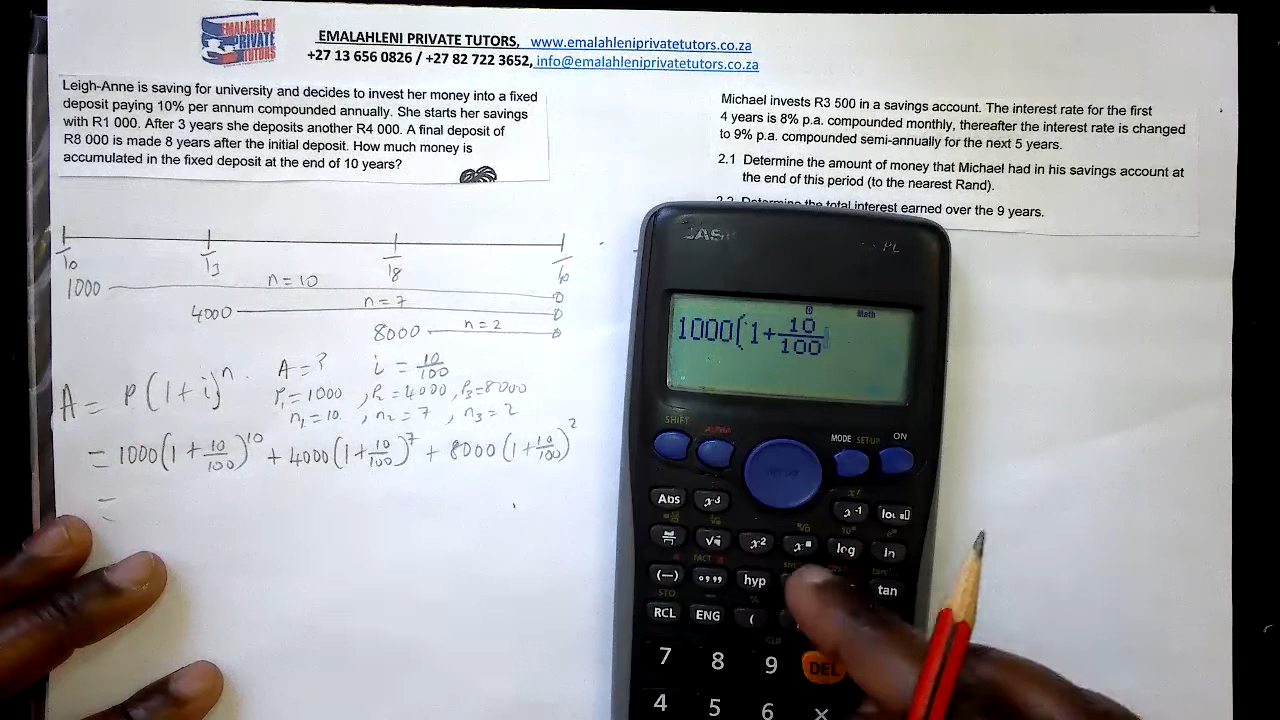 EMALAHLENI
PRIVATE
TUTORS
EMALAHLENI PRIVATE TUTORS, www.emalahleniprivatetutors.co.za
+27 13 656 0826 / +27 82 722 3652, info@emalahleniprivatetutors.co.za
Leigh-Anne is saving for university and decides to invest her money into a fixed
deposit paying 10% per annum compounded annually. She starts her savings
with R1 000. After 3 years she deposits another R4 000. A final deposit of
R8 000 is made 8 years after the initial deposit. How much money is
accumulated in the fixed deposit at the end of 10 years?
Michael invests R3 500 in a savings account. The interest rate for the first
4 years is 8% p.a. compounded monthly, thereafter the interest rate is changed
to 9% p.a. compounded semi-annually for the next 5 years.
2.1 Determine the amount of money that Michael had in his savings account at
the end of this period (to the nearest Rand).
2.2 Determine the total interest earned over the 9 years.
T0 T3 T8 T10
1000 n = 10
4000 n = 7
8000 n = 2
A = P(1 + i)^n
A = ? i = 10/100
P1 = 1000 , P2 = 4000 , P3 = 8000
n1 = 10 , n2 = 7 , n3 = 2
= 1000(1 + 10/100)^10 + 4000(1 + 10/100)^7 + 8000(1 + 10/100)^2
=
D Math
1000(1+10/100
SHIFT ALPHA MODE SETUP ON
Abs x³ x! x⁻¹
√ x² x log ln
(−) FACT hyp tan
STO CLR
RCL ENG ( %
7 8 9 DEL
4 5 6 ×